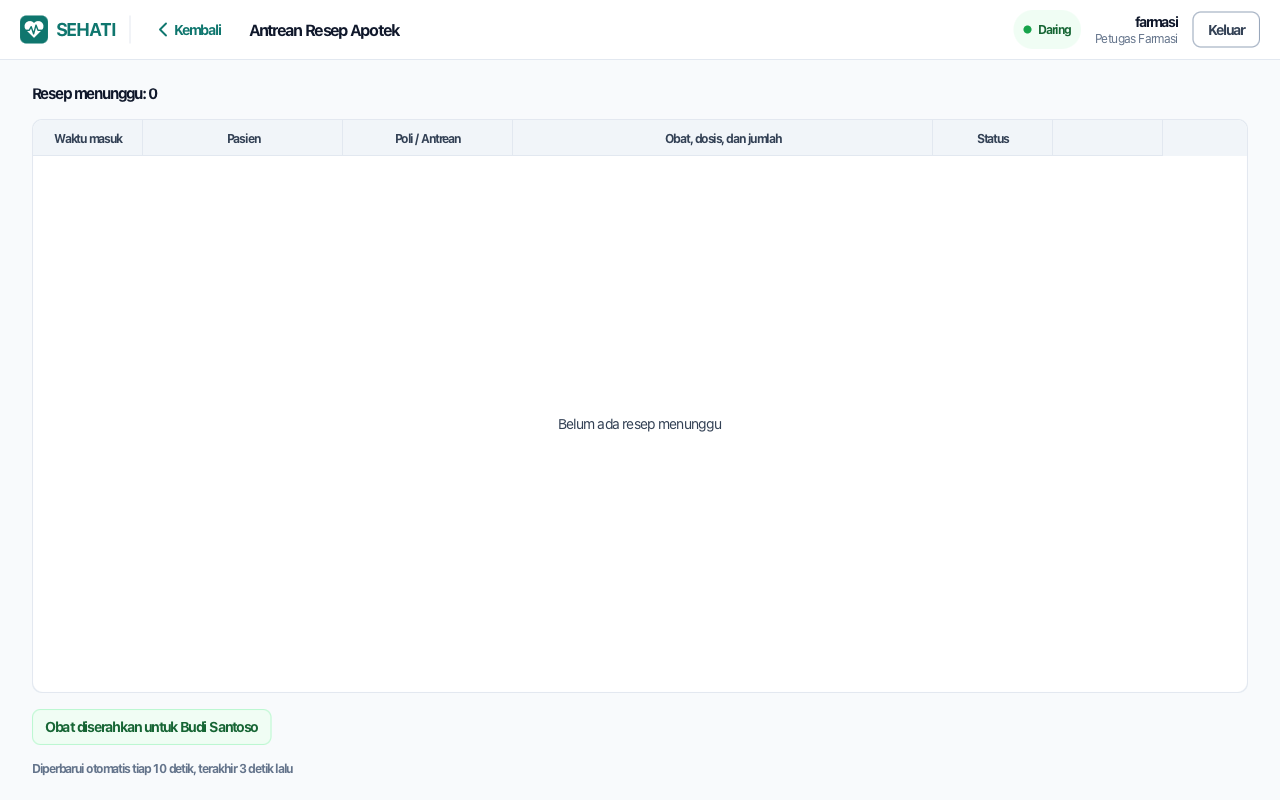 SEHATI
Kembali
Antrean Resep Apotek
Daring
farmasi
Petugas Farmasi
Keluar
Resep menunggu: 0
Waktu masuk
Pasien
Poli / Antrean
Obat, dosis, dan jumlah
Status
Belum ada resep menunggu
Obat diserahkan untuk Budi Santoso
Diperbarui otomatis tiap 10 detik, terakhir 3 detik lalu